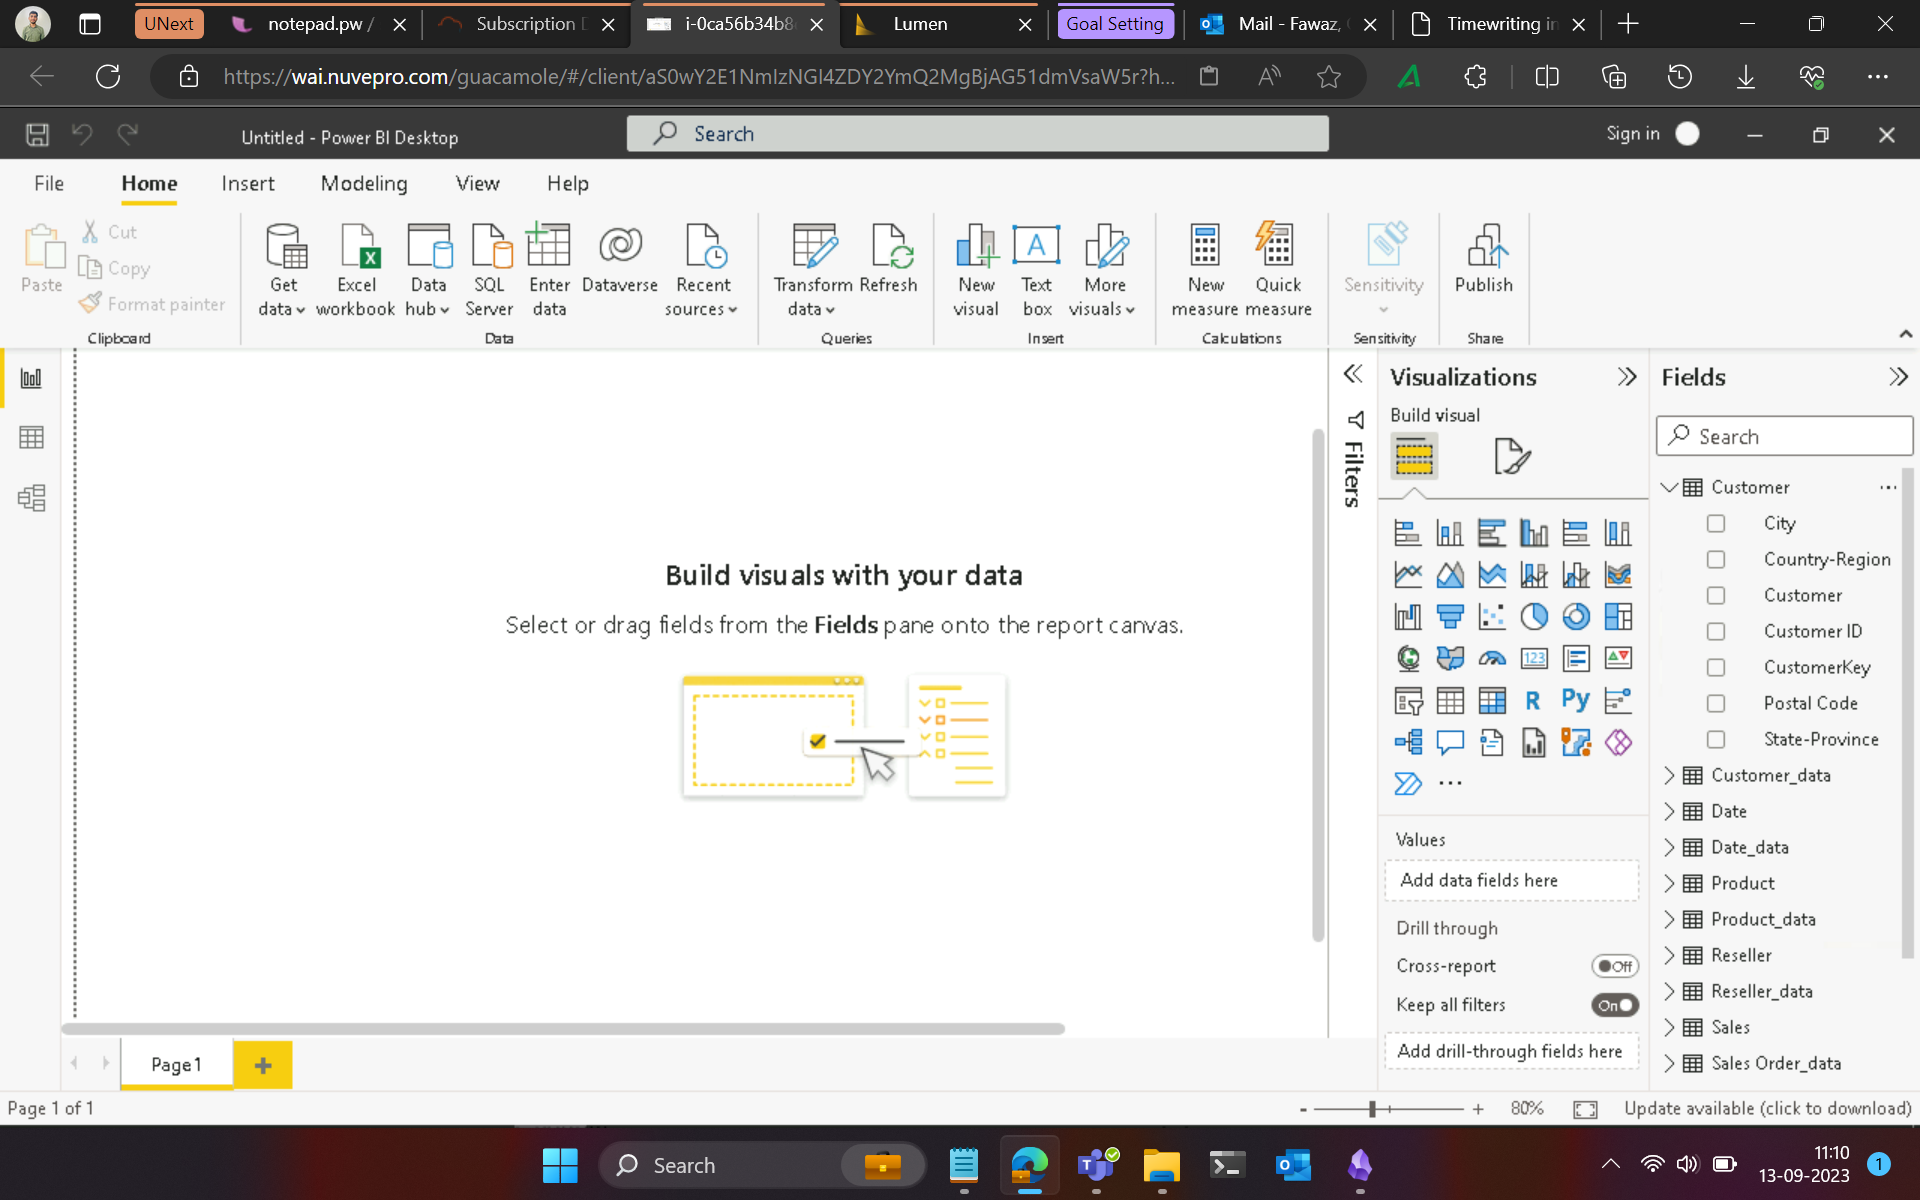 UNext
notepad.pw /
Subscription D
i-0ca56b34b8
Lumen
Goal Setting
Mail - Fawaz,
Timewriting in
https://wai.nuvepro.com/guacamole/#/client/aS0wY2E1NmIzNGI4ZDY2YmQ2MgBjAG51dmVsaW5r?h...
Untitled - Power BI Desktop
Search
Sign in
File
Home
Insert
Modeling
View
Help
Paste
Cut
Copy
Format painter
Clipboard
Get data
Excel workbook
Data hub
SQL Server
Enter data
Dataverse
Recent sources
Data
Transform data
Refresh
Queries
New visual
Text box
More visuals
Insert
New measure
Quick measure
Calculations
Sensitivity
Sensitivity
Publish
Share
Build visuals with your data
Select or drag fields from the Fields pane onto the report canvas.
Filters
Visualizations
Build visual
123
R
Py
Values
Add data fields here
Drill through
Cross-report
Off
Keep all filters
On
Add drill-through fields here
Fields
Search
Customer
City
Country-Region
Customer
Customer ID
CustomerKey
Postal Code
State-Province
Customer_data
Date
Date_data
Product
Product_data
Reseller
Reseller_data
Sales
Sales Order_data
Page 1
Page 1 of 1
80%
Update available (click to download)
Search
11:10
13-09-2023
1